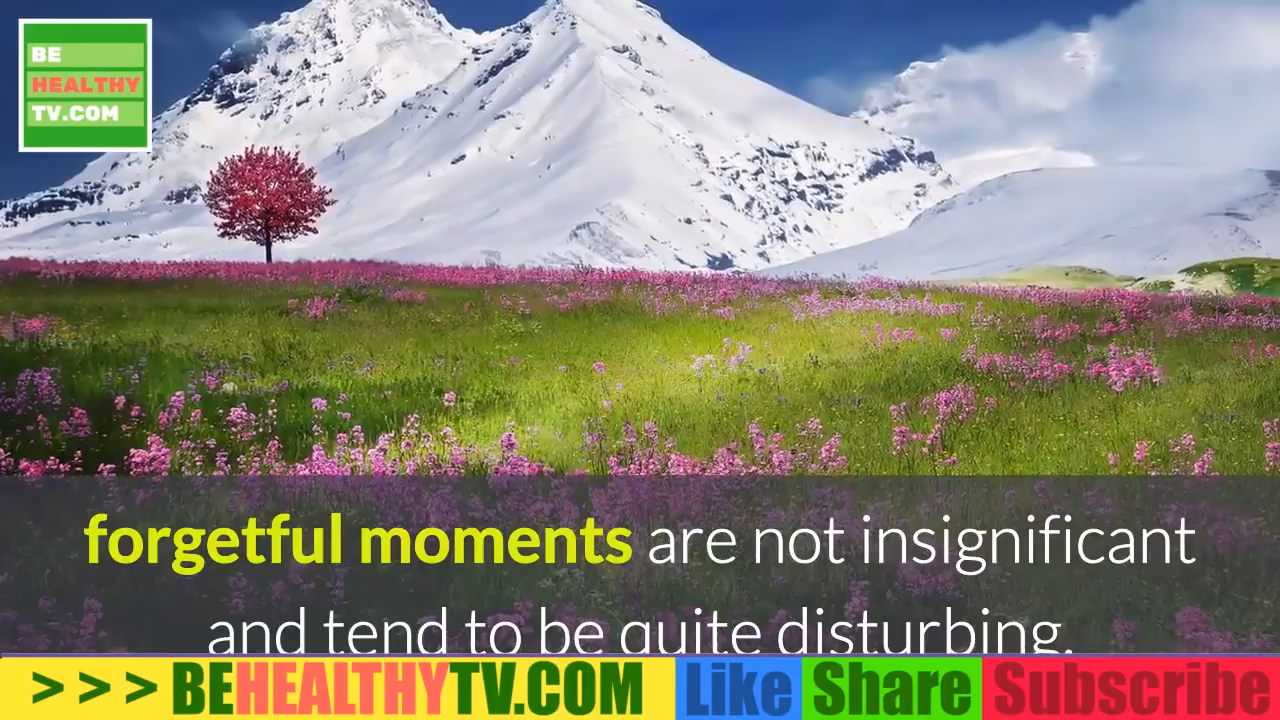 BE
HEALTHY
TV.COM
forgetful moments are not insignificant
and tend to be quite disturbing.
> > > BEHEALTHYTV.COM Like Share Subscribe